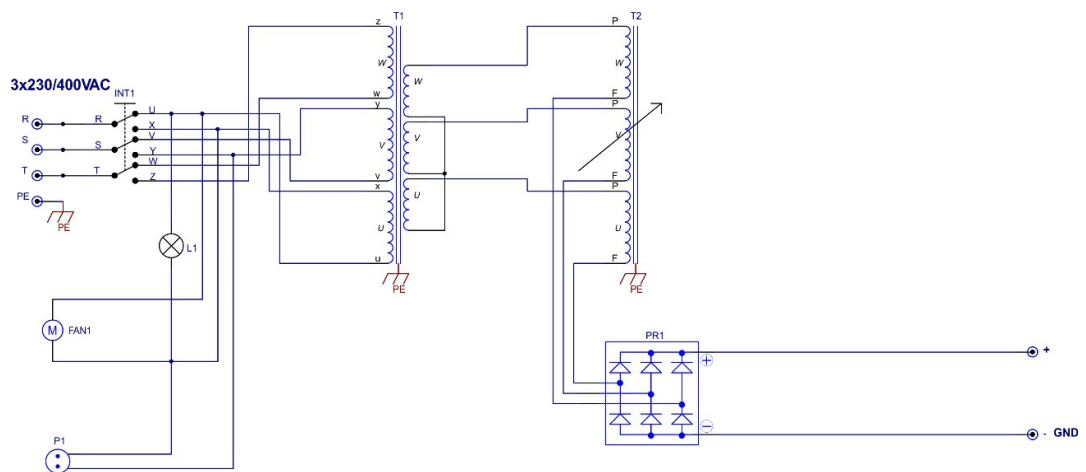 z T1 P T2
W W W
3x230/400VAC
INT1 w F
R R U y P
X
S S V V V V
Y
T T W v F
Z x P
PE U
PE U U
L1 u F
PE PE
M FAN1
PR1
+
+
-
- GND
P1